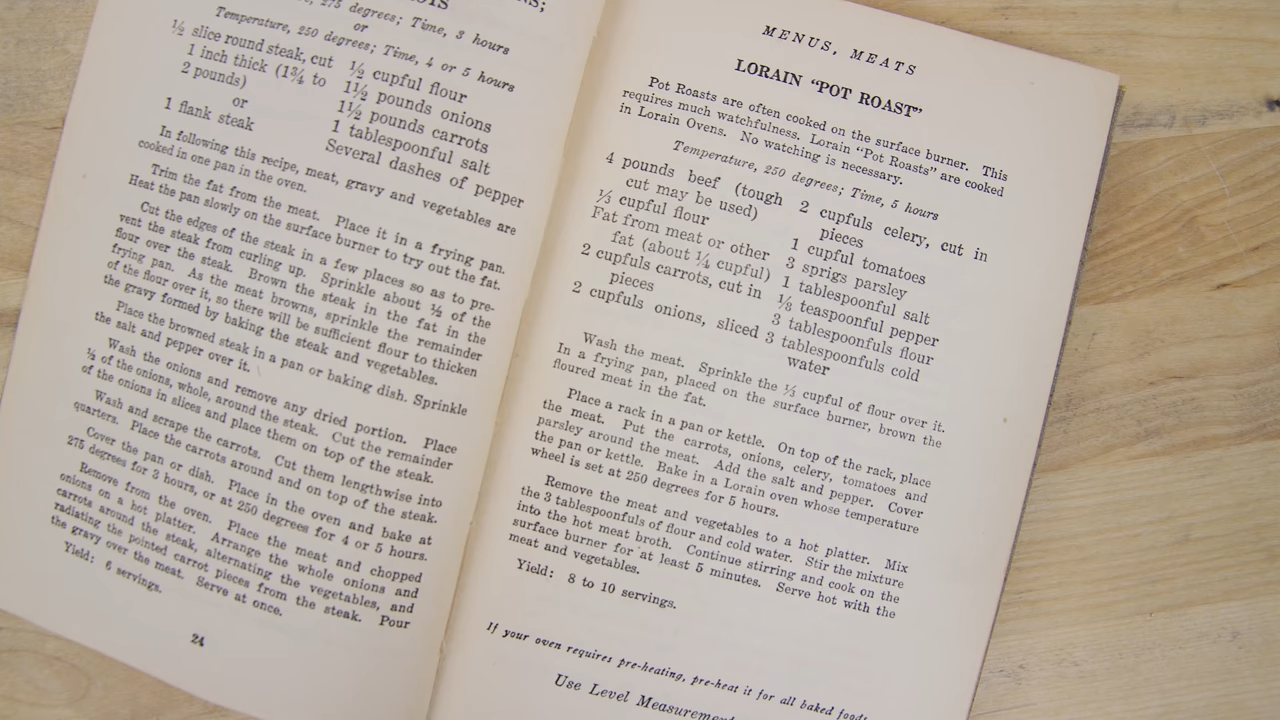 NS;
275 degrees; Time, 3 hours
or
Temperature, 250 degrees; Time, 4 or 5 hours
½ slice round steak, cut
1 inch thick (1¾ to
2 pounds)
or
1 flank steak
½ cupful flour
1½ pounds onions
1½ pounds carrots
1 tablespoonful salt
Several dashes of pepper
In following this recipe, meat, gravy and vegetables are
cooked in one pan in the oven.
Trim the fat from the meat. Place it in a frying pan.
Heat the pan slowly on the surface burner to try out the fat.
Cut the edges of the steak in a few places so as to pre-
vent the steak from curling up. Sprinkle about ½ of the
flour over the steak. Brown the steak in the fat in the
frying pan. As the meat browns, sprinkle the remainder
of the flour over it, so there will be sufficient flour to thicken
the gravy formed by baking the steak and vegetables.
Place the browned steak in a pan or baking dish. Sprinkle
the salt and pepper over it.
Wash the onions and remove any dried portion. Place
½ of the onions, whole, around the steak. Cut the remainder
of the onions in slices and place them on top of the steak.
Wash and scrape the carrots. Cut them lengthwise into
quarters. Place the carrots around and on top of the steak.
Cover the pan or dish. Place in the oven and bake at
275 degrees for 3 hours, or at 250 degrees for 4 or 5 hours.
Remove from the oven. Place the meat and chopped
onions on a hot platter. Arrange the whole onions and
carrots around the steak, alternating the vegetables, and
radiating the pointed carrot pieces from the steak. Pour
the gravy over the meat. Serve at once.
Yield: 6 servings.
24
MENUS, MEATS
LORAIN "POT ROAST"
Pot Roasts are often cooked on the surface burner. This
requires much watchfulness. Lorain "Pot Roasts" are cooked
in Lorain Ovens. No watching is necessary.
Temperature, 250 degrees; Time, 5 hours
4 pounds beef (tough
cut may be used)
⅓ cupful flour
Fat from meat or other
fat (about ¼ cupful)
2 cupfuls carrots, cut in
pieces
2 cupfuls onions, sliced
2 cupfuls celery, cut in
pieces
1 cupful tomatoes
3 sprigs parsley
1 tablespoonful salt
⅛ teaspoonful pepper
3 tablespoonfuls flour
3 tablespoonfuls cold
water
Wash the meat. Sprinkle the ⅓ cupful of flour over it.
In a frying pan, placed on the surface burner, brown the
floured meat in the fat.
Place a rack in a pan or kettle. On top of the rack, place
the meat. Put the carrots, onions, celery, tomatoes and
parsley around the meat. Add the salt and pepper. Cover
the pan or kettle. Bake in a Lorain oven whose temperature
wheel is set at 250 degrees for 5 hours.
Remove the meat and vegetables to a hot platter. Mix
the 3 tablespoonfuls of flour and cold water. Stir the mixture
into the hot meat broth. Continue stirring and cook on the
surface burner for at least 5 minutes. Serve hot with the
meat and vegetables.
Yield: 8 to 10 servings.
If your oven requires pre-heating, pre-heat it for all baked foods
Use Level Measurement